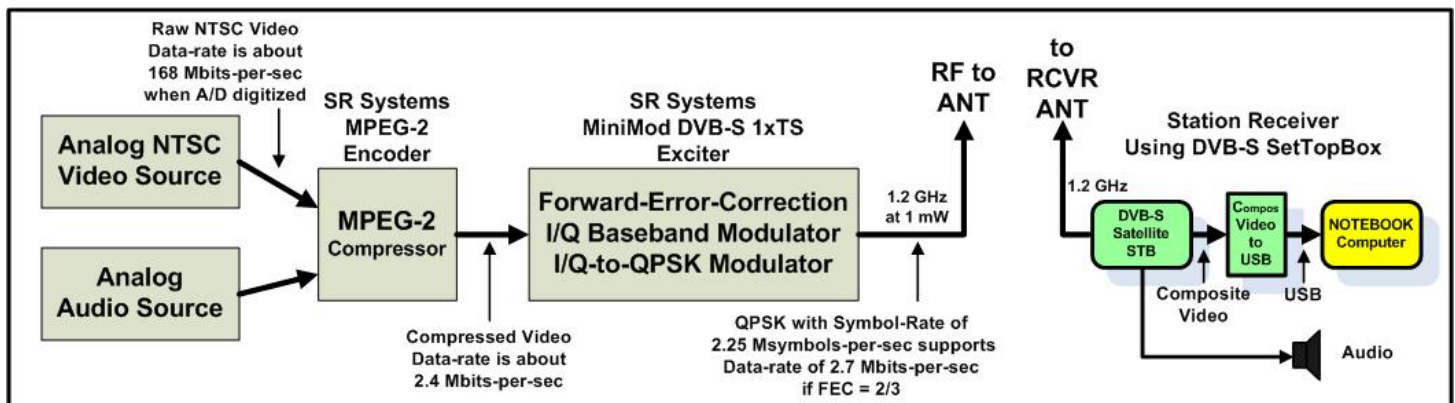 Raw NTSC Video
Data-rate is about
168 Mbits-per-sec
when A/D digitized
Analog NTSC
Video Source
Analog
Audio Source
SR Systems
MPEG-2
Encoder
MPEG-2
Compressor
Compressed Video
Data-rate is about
2.4 Mbits-per-sec
SR Systems
MiniMod DVB-S 1xTS
Exciter
Forward-Error-Correction
I/Q Baseband Modulator
I/Q-to-QPSK Modulator
1.2 GHz
at 1 mW
RF to
ANT
QPSK with Symbol-Rate of
2.25 Msymbols-per-sec supports
Data-rate of 2.7 Mbits-per-sec
if FEC = 2/3
to
RCVR
ANT
Station Receiver
Using DVB-S SetTopBox
1.2 GHz
DVB-S
Satellite
STB
Compos
Video
to
USB
NOTEBOOK
Computer
Composite
Video
USB
Audio